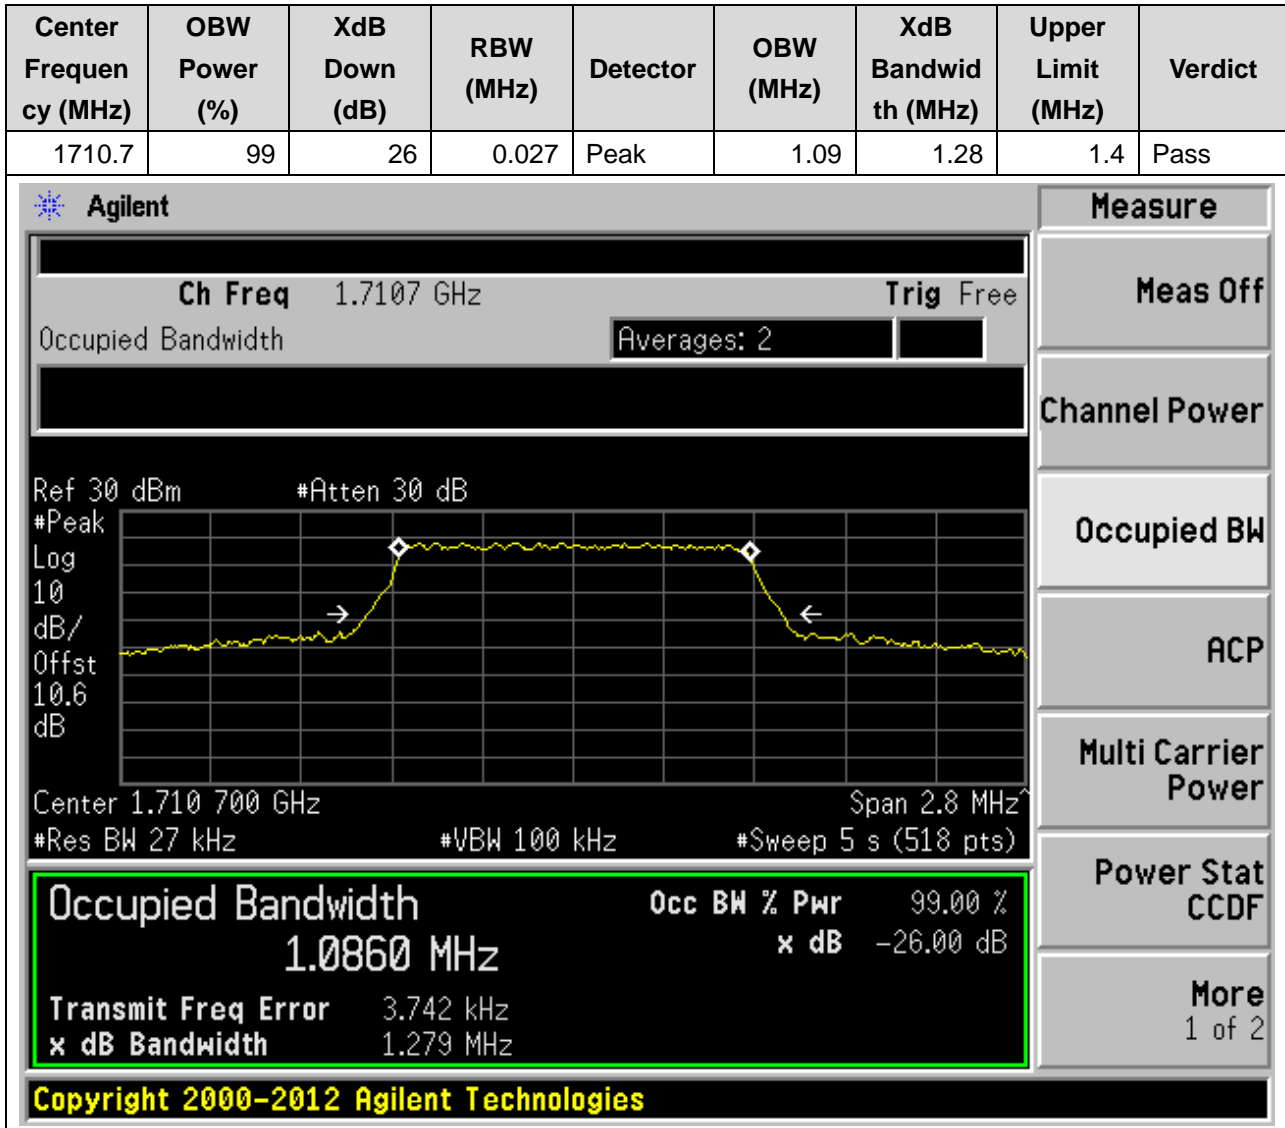 Center Frequen cy (MHz)
OBW Power (%)
XdB Down (dB)
RBW (MHz)
Detector
OBW (MHz)
XdB Bandwid th (MHz)
Upper Limit (MHz)
Verdict
1710.7 99 26 0.027 Peak 1.09 1.28 1.4 Pass
Agilent
Measure
Ch Freq 1.7107 GHz Trig Free
Occupied Bandwidth Averages: 2
Ref 30 dBm #Atten 30 dB
#Peak
Log
10
dB/
Offst
10.6
dB
Center 1.710 700 GHz Span 2.8 MHz^
#Res BW 27 kHz #VBW 100 kHz #Sweep 5 s (518 pts)
Occupied Bandwidth
1.0860 MHz
Occ BW % Pwr 99.00 %
x dB -26.00 dB
Transmit Freq Error 3.742 kHz
x dB Bandwidth 1.279 MHz
Meas Off
Channel Power
Occupied BW
ACP
Multi Carrier
Power
Power Stat
CCDF
More
1 of 2
Copyright 2000-2012 Agilent Technologies